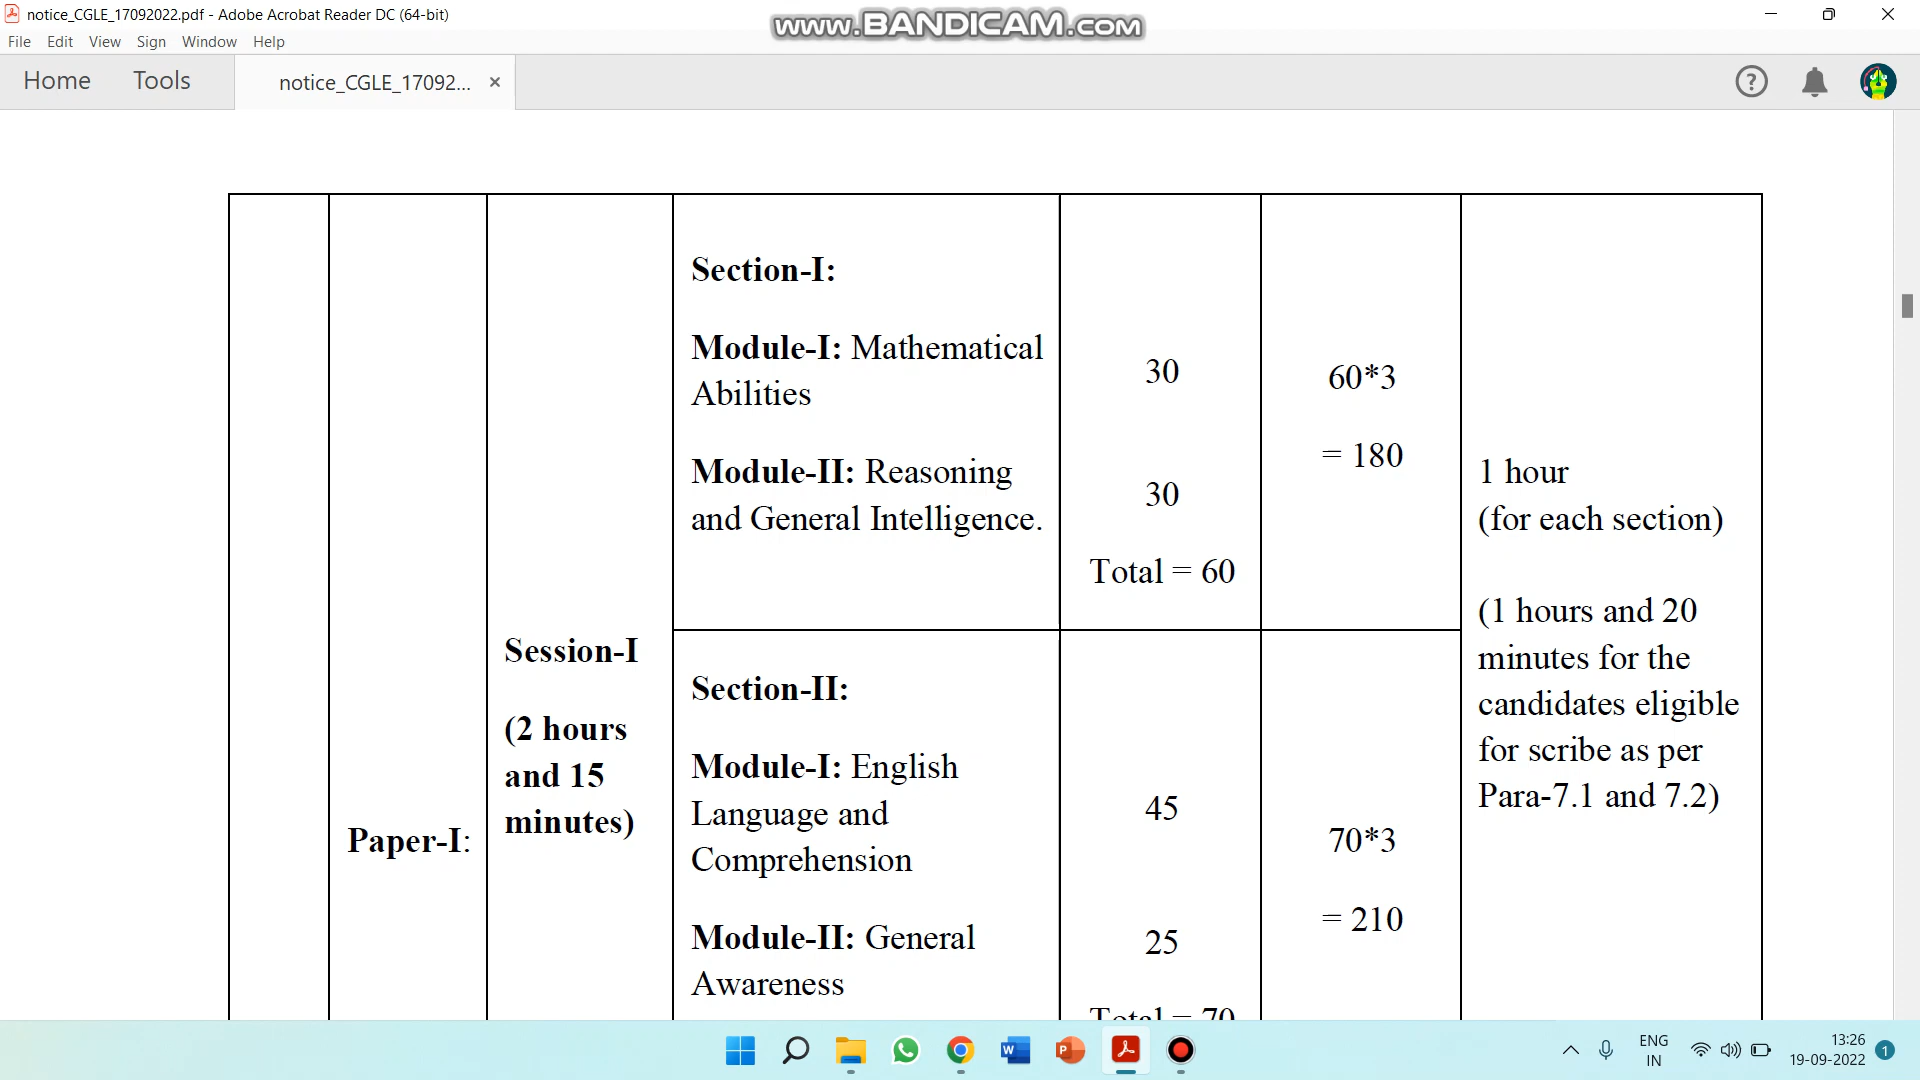 notice_CGLE_17092022.pdf - Adobe Acrobat Reader DC (64-bit)
www.BANDICAM.com
File Edit View Sign Window Help
Home Tools notice_CGLE_17092...
Section-I:
Module-I: Mathematical
Abilities
30
60*3
= 180
Module-II: Reasoning
and General Intelligence.
30
Total = 60
1 hour
(for each section)
(1 hours and 20
minutes for the
candidates eligible
for scribe as per
Para-7.1 and 7.2)
Paper-I:
Session-I
(2 hours
and 15
minutes)
Section-II:
Module-I: English
Language and
Comprehension
45
70*3
= 210
Module-II: General
Awareness
25
Total = 70
ENG
IN
13:26
19-09-2022
1